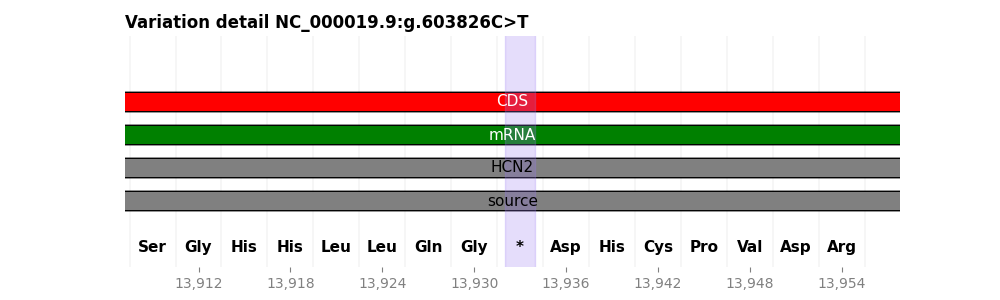 Variation detail NC_000019.9:g.603826C>T
CDS
mRNA
HCN2
source
Ser Gly His His Leu Leu Gln Gly * Asp His Cys Pro Val Asp Arg
13,912 13,918 13,924 13,930 13,936 13,942 13,948 13,954